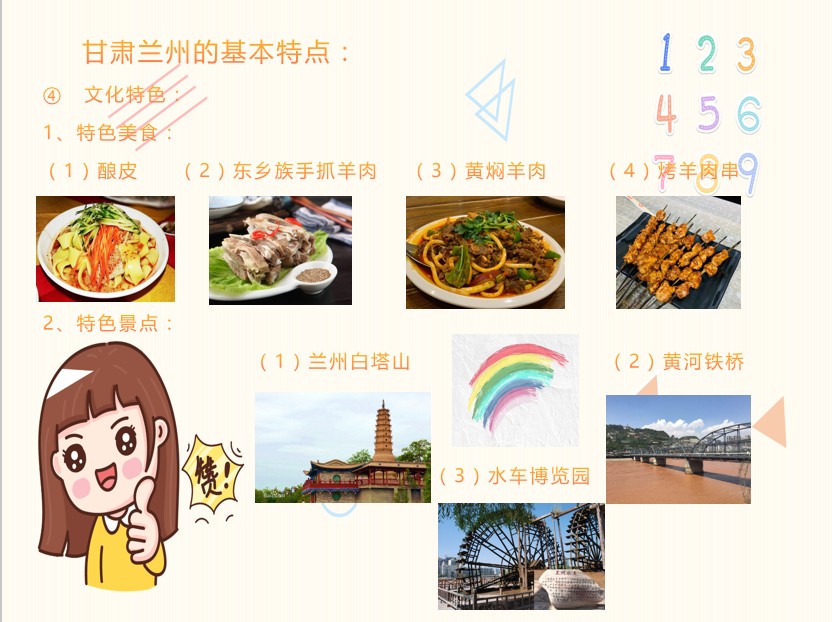 甘肃兰州的基本特点：
④ 文化特色：
1、特色美食：
（1）酿皮 （2）东乡族手抓羊肉 （3）黄焖羊肉 （4）烤羊肉串
2、特色景点：
（1）兰州白塔山 （2）黄河铁桥
（3）水车博览园
赞!
1 2 3
4 5 6
7 8 9